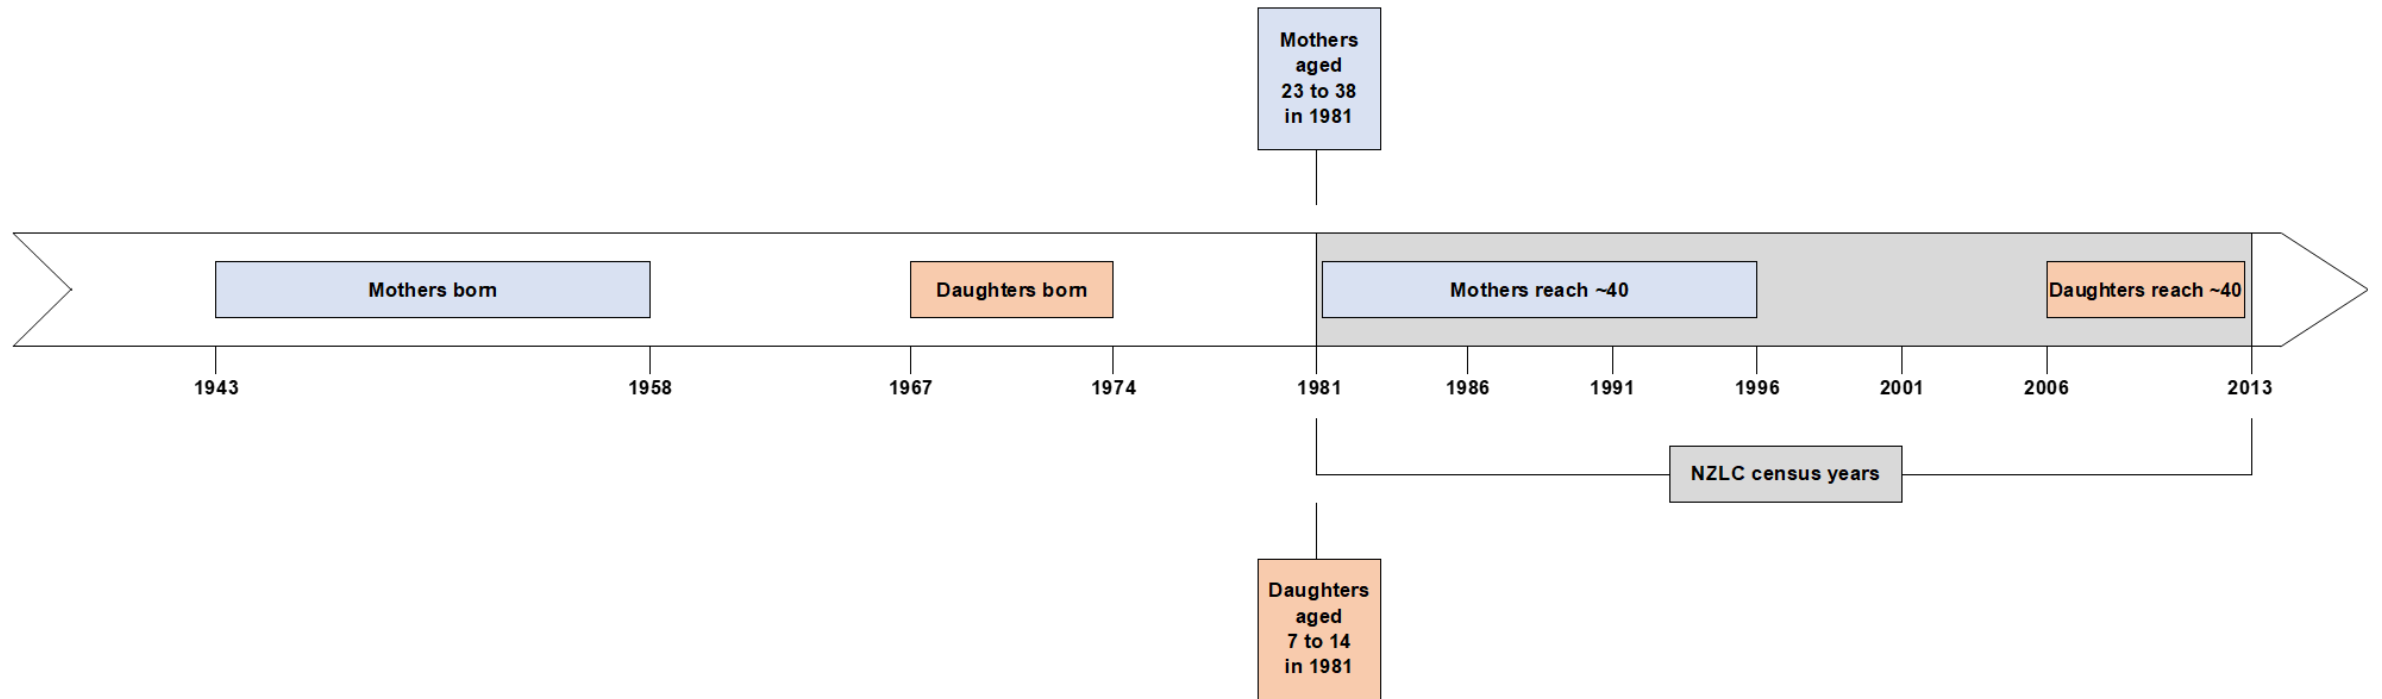 Mothers
aged
23 to 38
in 1981
Mothers born
Daughters born
Mothers reach ~40
Daughters reach ~40
1943
1958
1967
1974
1981
1986
1991
1996
2001
2006
2013
NZLC census years
Daughters
aged
7 to 14
in 1981